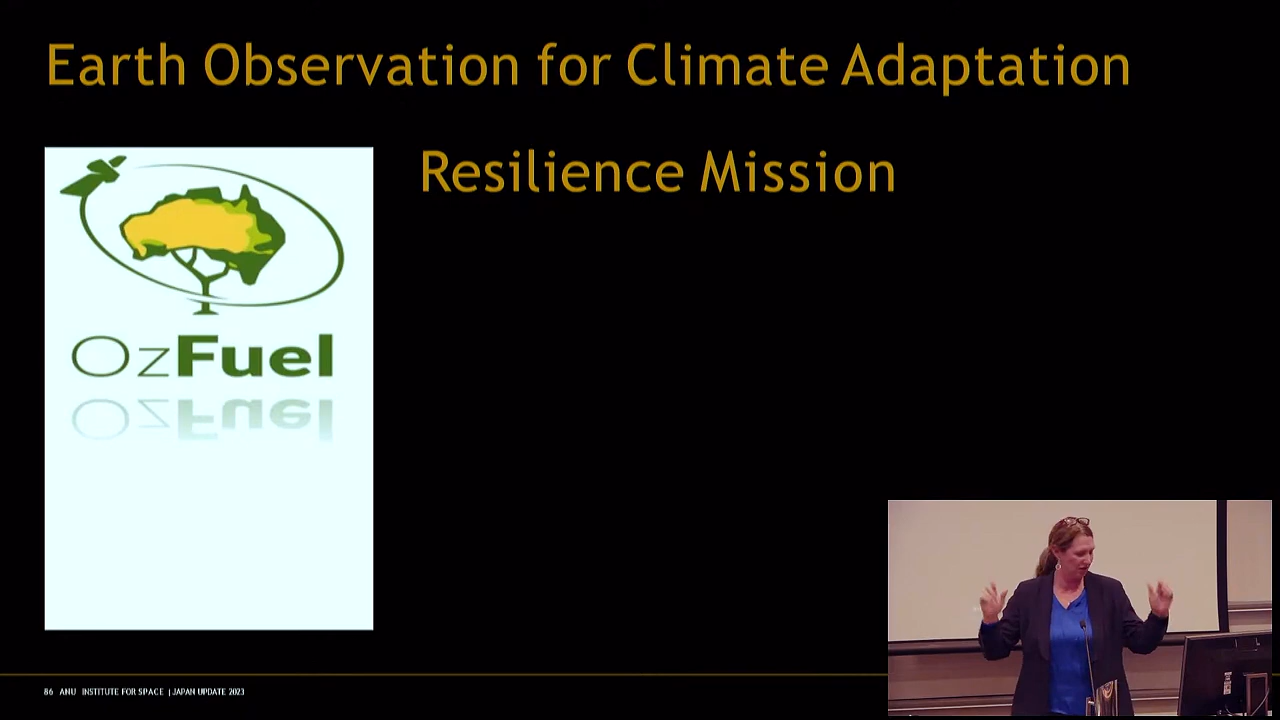 Earth Observation for Climate Adaptation
Resilience Mission
OzFuel
86 ANU INSTITUTE FOR SPACE | JAPAN UPDATE 2023